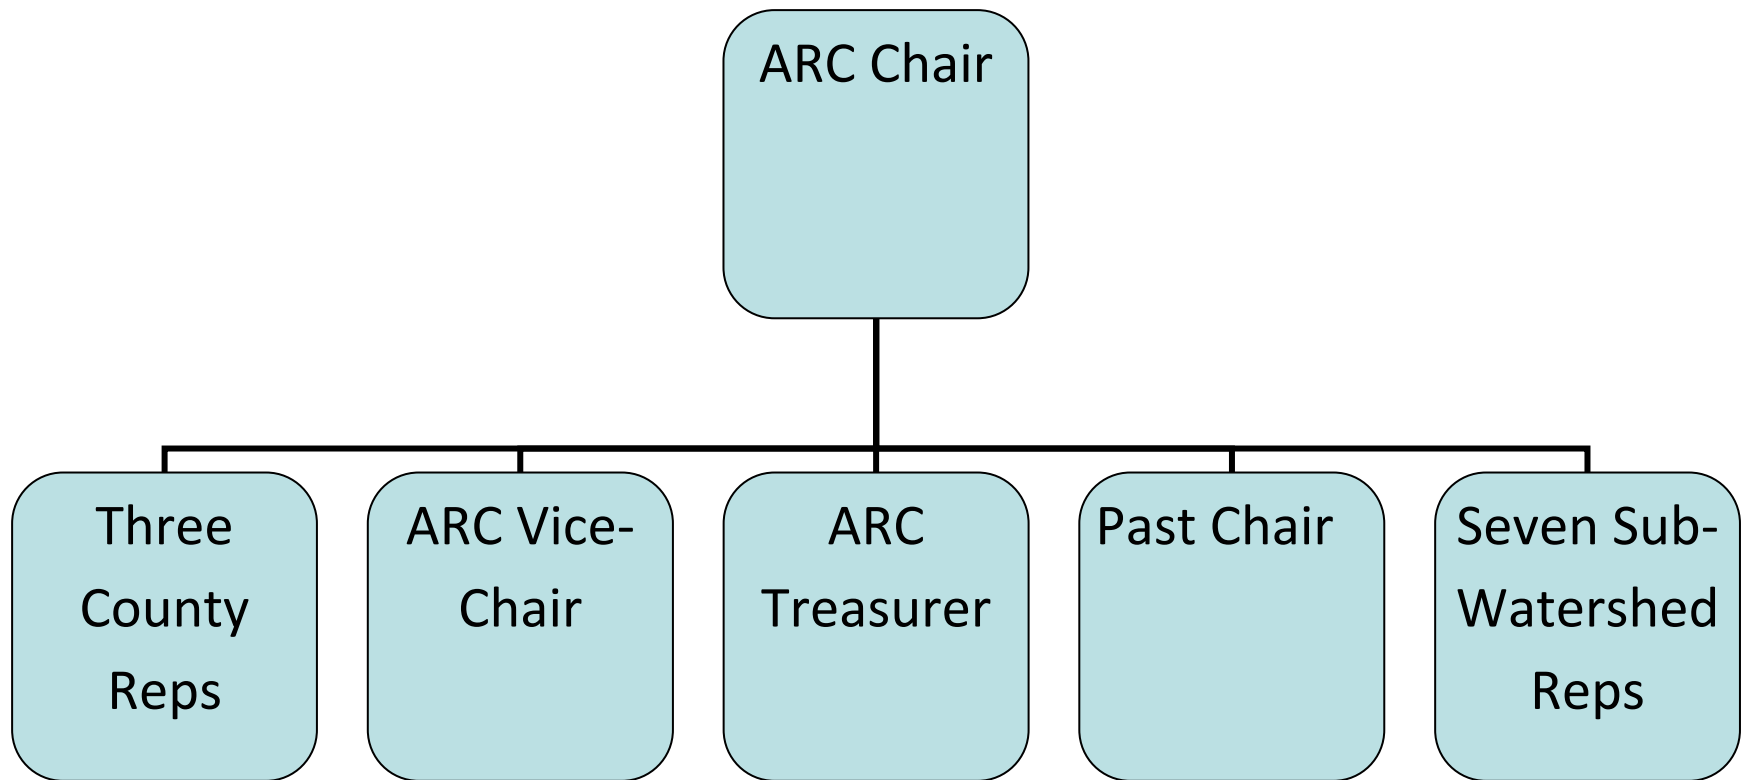 ARC Chair
Three
County
Reps
ARC Vice-
Chair
ARC
Treasurer
Past Chair
Seven Sub-
Watershed
Reps